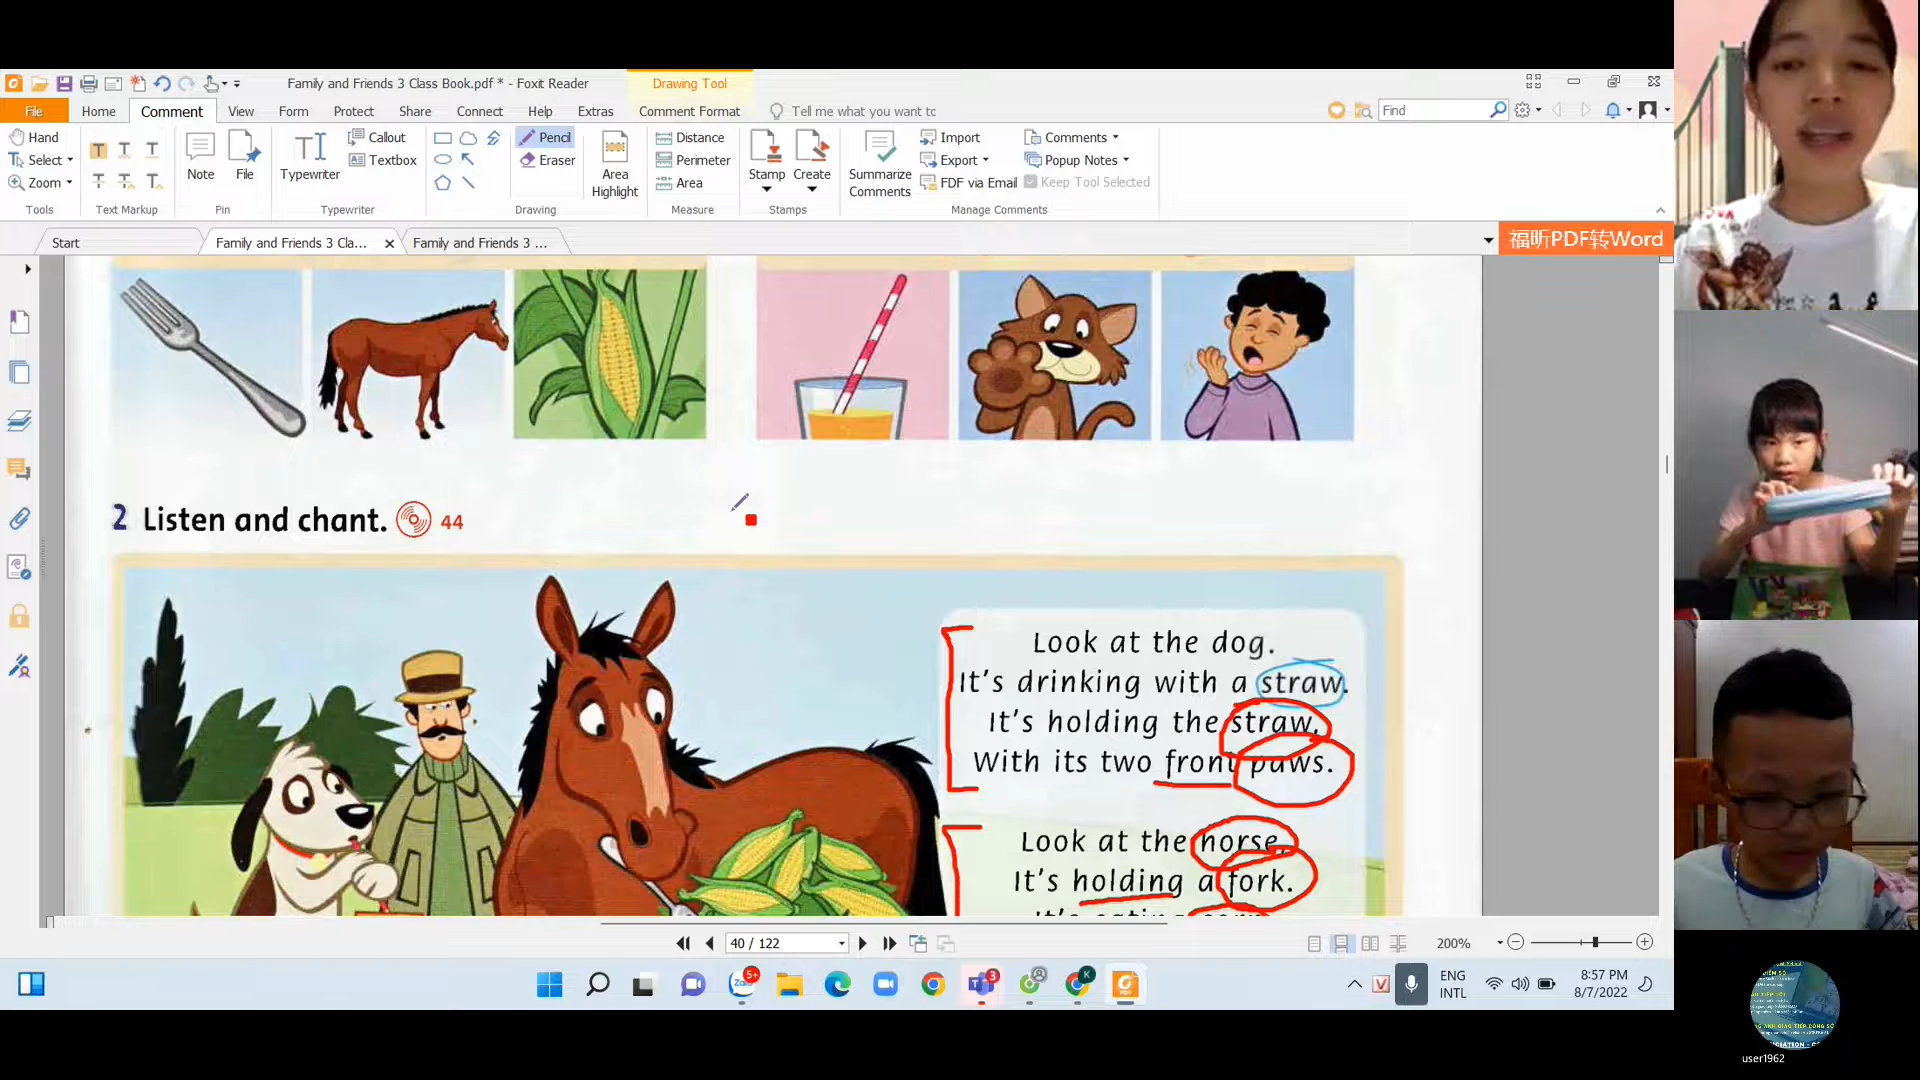 Family and Friends 3 Class Book.pdf * - Foxit Reader
Drawing Tool
File Home Comment View Form Protect Share Connect Help Extras Comment Format Tell me what you want to Find
Hand
Select
Zoom
Tools
Text Markup
Note
File
Pin
Typewriter
Callout
Textbox
Typewriter
Pencil
Eraser
Drawing
Area
Highlight
Distance
Perimeter
Area
Measure
Stamp
Create
Stamps
Summarize
Comments
Import
Export
FDF via Email
Comments
Popup Notes
Keep Tool Selected
Manage Comments
Start
Family and Friends 3 Cla...
Family and Friends 3 ...
福昕PDF转Word
2 Listen and chant. 44
Look at the dog.
It's drinking with a straw.
It's holding the straw,
With its two front paws.
Look at the horse,
It's holding a fork.
It's eating corn
40 / 122
200%
5+
Zalo
3
K
V
ENG
INTL
8:57 PM
8/7/2022
user1962